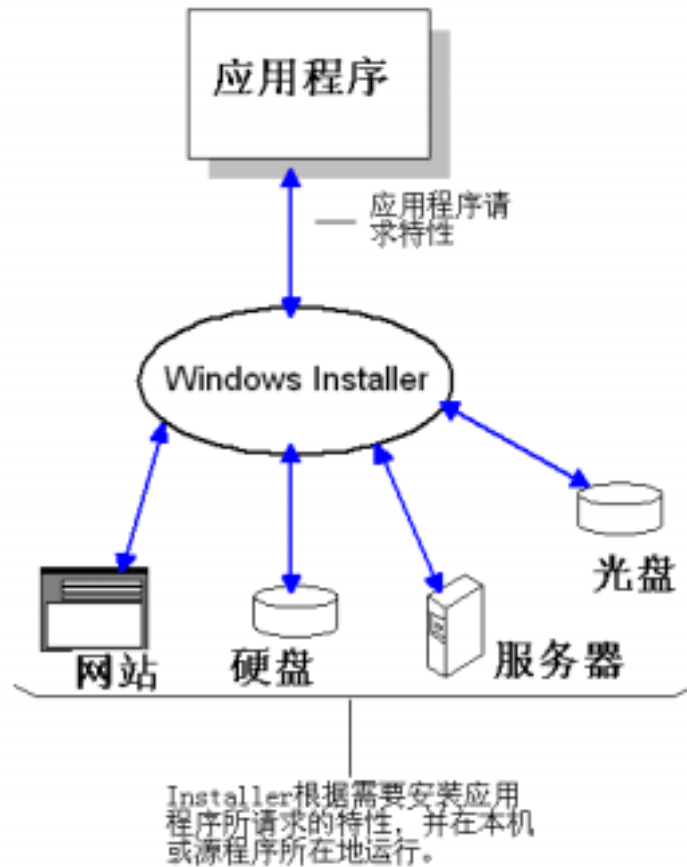 应用程序
应用程序请
求特性
Windows Installer
光盘
网站
硬盘
服务器
Installer根据需要安装应用
程序所请求的特性，并在本机
或源程序所在地运行。